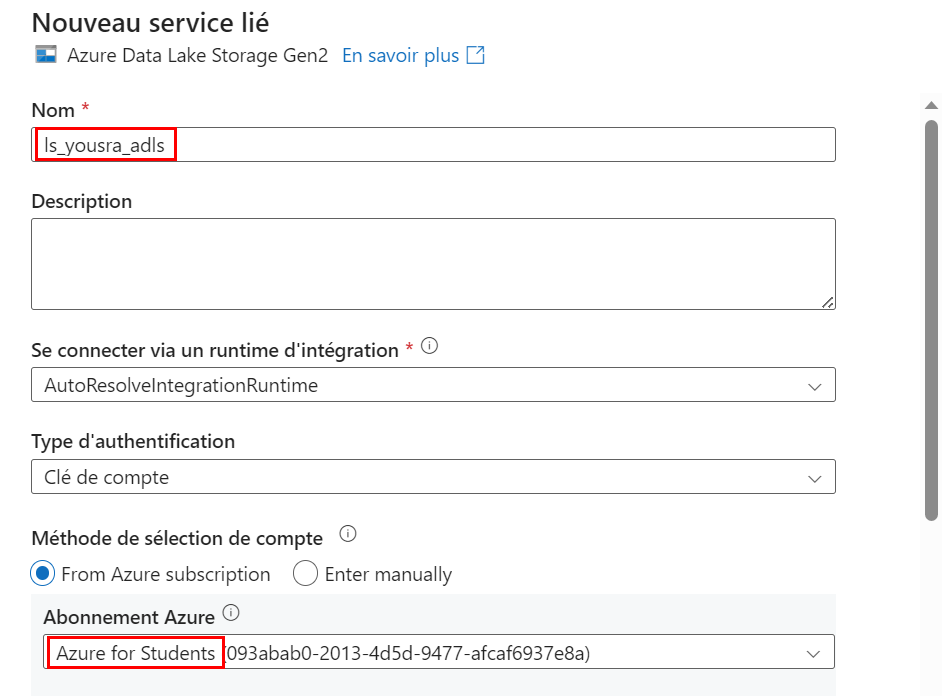 Nouveau service lié
Azure Data Lake Storage Gen2 En savoir plus
Nom *
ls_yousra_adls
Description
Se connecter via un runtime d'intégration *
AutoResolveIntegrationRuntime
Type d'authentification
Clé de compte
Méthode de sélection de compte
From Azure subscription Enter manually
Abonnement Azure
Azure for Students (093abab0-2013-4d5d-9477-afcaf6937e8a)